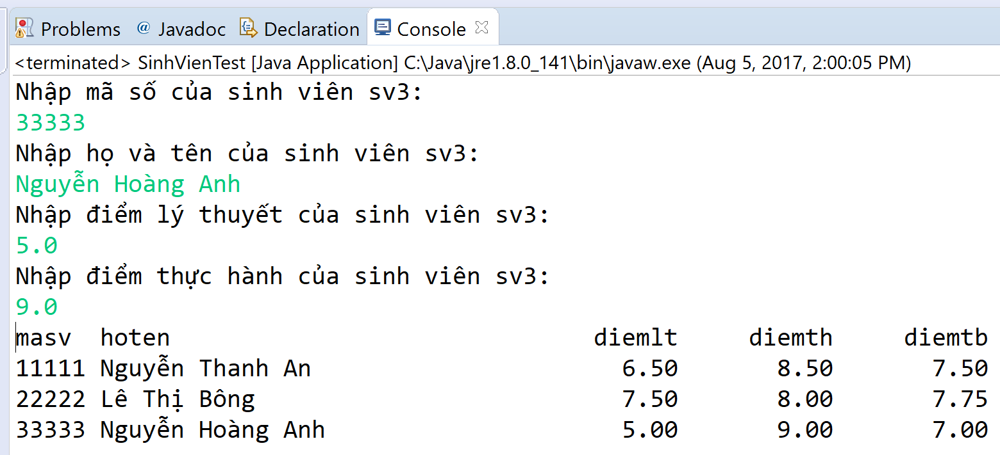 Problems @ Javadoc Declaration Console
<terminated> SinhVienTest [Java Application] C:\Java\jre1.8.0_141\bin\javaw.exe (Aug 5, 2017, 2:00:05 PM)
Nhập mã số của sinh viên sv3:
33333
Nhập họ và tên của sinh viên sv3:
Nguyễn Hoàng Anh
Nhập điểm lý thuyết của sinh viên sv3:
5.0
Nhập điểm thực hành của sinh viên sv3:
9.0
masv hoten diemlt diemth diemtb
11111 Nguyễn Thanh An 6.50 8.50 7.50
22222 Lê Thị Bông 7.50 8.00 7.75
33333 Nguyễn Hoàng Anh 5.00 9.00 7.00